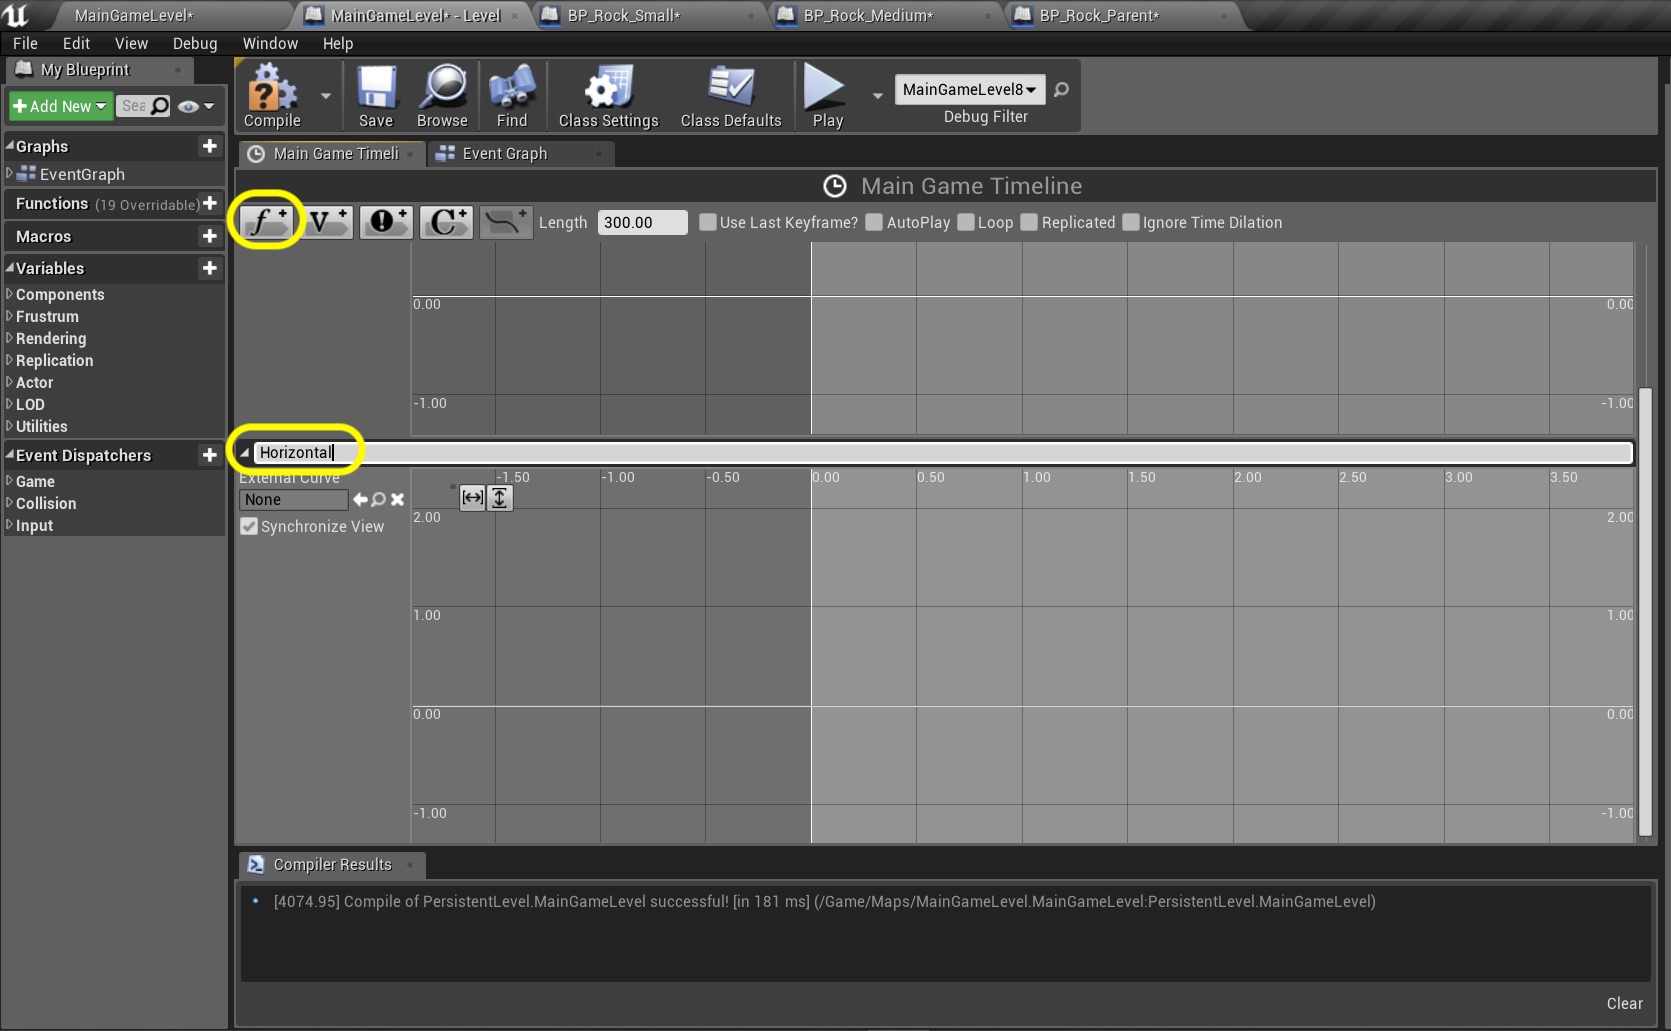 MainGameLevel*
MainGameLevel* - Level
BP_Rock_Small*
BP_Rock_Medium*
BP_Rock_Parent*
File Edit View Debug Window Help
My Blueprint
Add New
Sea
Graphs
EventGraph
Functions (19 Overridable)
Macros
Variables
Components
Frustrum
Rendering
Replication
Actor
LOD
Utilities
Event Dispatchers
Game
Collision
Input
Compile
Save
Browse
Find
Class Settings
Class Defaults
Play
MainGameLevel8
Debug Filter
Main Game Timeli
Event Graph
Main Game Timeline
f+ V+ !+ C+ + Length 300.00 Use Last Keyframe? AutoPlay Loop Replicated Ignore Time Dilation
0.00 0.00
-1.00 -1.00
Horizontal
External Curve
None
Synchronize View
-1.50 -1.00 -0.50 0.00 0.50 1.00 1.50 2.00 2.50 3.00 3.50
2.00 2.00
1.00 1.00
0.00 0.00
-1.00 -1.00
Compiler Results
[4074.95] Compile of PersistentLevel.MainGameLevel successful! [in 181 ms] (/Game/Maps/MainGameLevel.MainGameLevel:PersistentLevel.MainGameLevel)
Clear